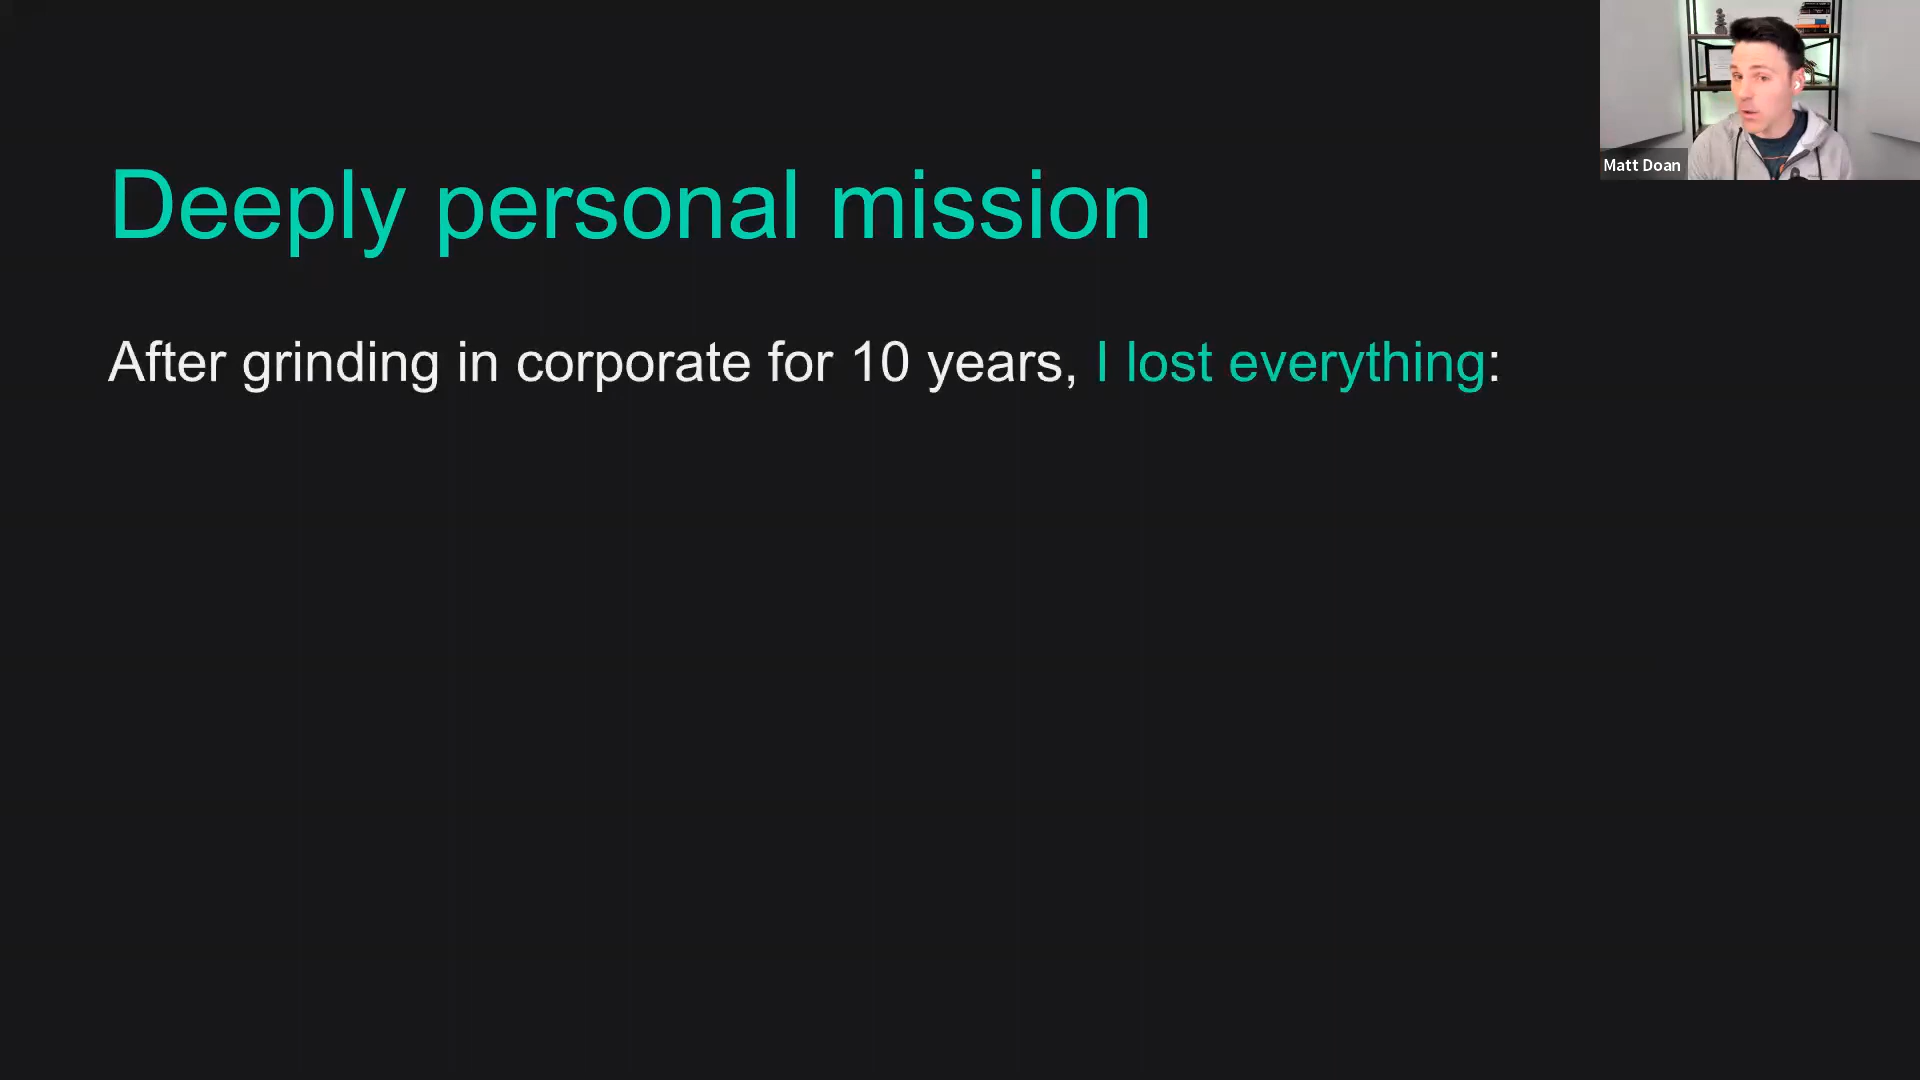 Deeply personal mission
After grinding in corporate for 10 years, I lost everything:
Matt Doan